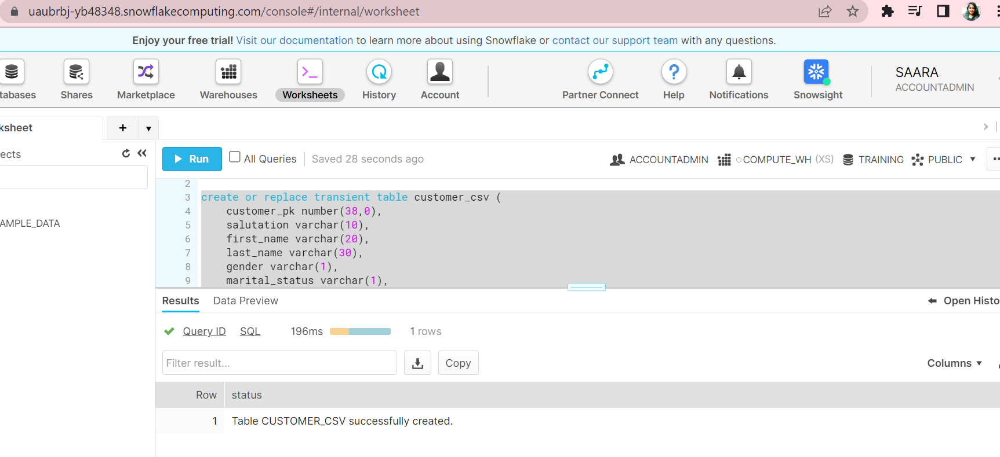 uaubrbj-yb48348.snowflakecomputing.com/console#/internal/worksheet
Enjoy your free trial! Visit our documentation to learn more about using Snowflake or contact our support team with any questions.
tabases Shares Marketplace Warehouses Worksheets History Account Partner Connect Help Notifications Snowsight
SAARA
ACCOUNTADMIN
ksheet + ▼
ects
Run All Queries Saved 28 seconds ago ACCOUNTADMIN COMPUTE_WH (XS) TRAINING PUBLIC
AMPLE_DATA
2
3 create or replace transient table customer_csv (
4 customer_pk number(38,0),
5 salutation varchar(10),
6 first_name varchar(20),
7 last_name varchar(30),
8 gender varchar(1),
9 marital_status varchar(1),
Results Data Preview Open Histo
Query ID SQL 196ms 1 rows
Filter result... Copy Columns
Row status
1 Table CUSTOMER_CSV successfully created.